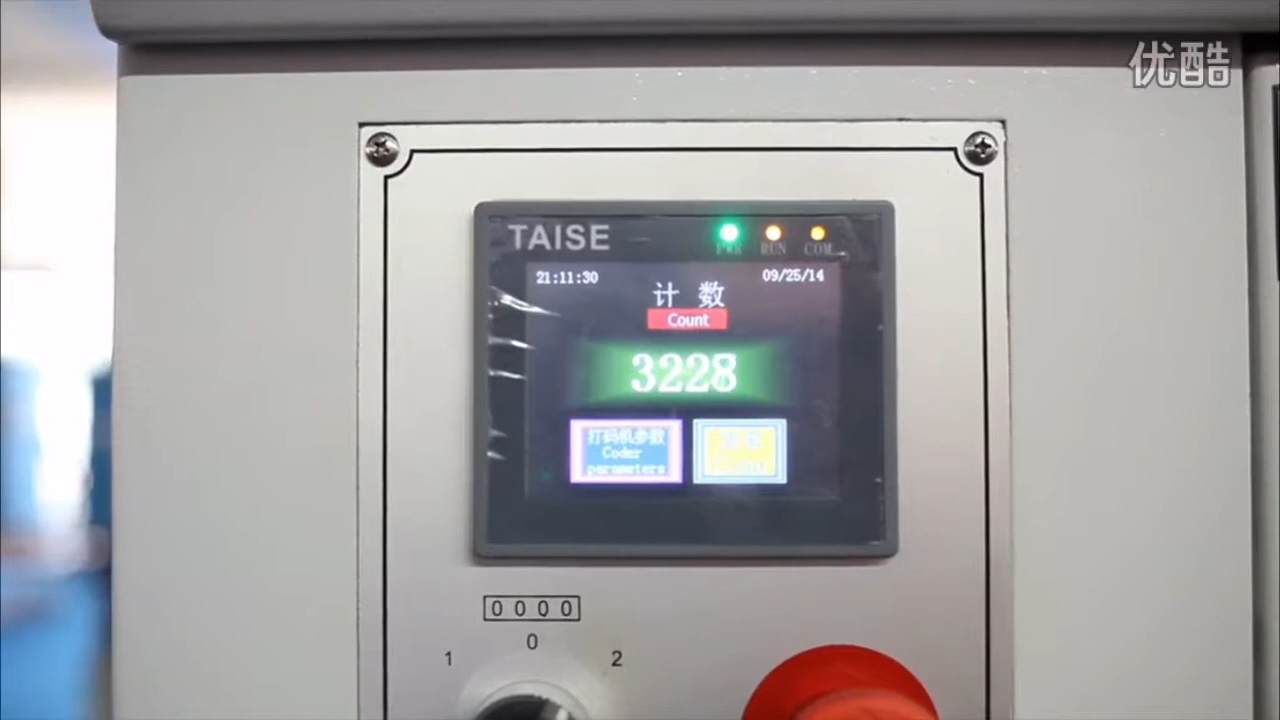 优酷
TAISE
PWR RUN COM
21:11:30 09/25/14
计 数
Count
3228
打码机参数
Coder
parameters
0000
0
1 2